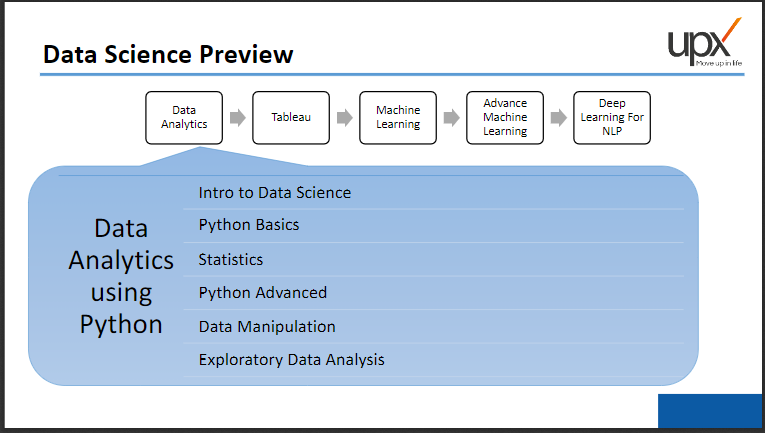 Data Science Preview
upx
Move up in life
Data
Analytics
Tableau
Machine
Learning
Advance
Machine
Learning
Deep
Learning For
NLP
Data
Analytics
using
Python
Intro to Data Science
Python Basics
Statistics
Python Advanced
Data Manipulation
Exploratory Data Analysis